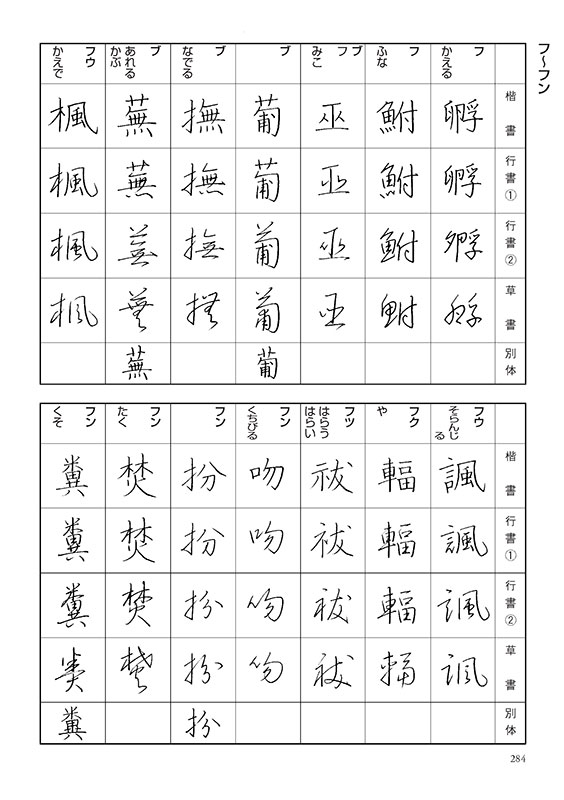 フ〜フン
楷書 行書① 行書② 草書 別体
フ
かえる
孵 孵 孵 孵
フ
ふな
鮒 鮒 鮒 鮒
フ ブ
みこ
巫 巫 巫 巫
ブ
葡 葡 葡 葡 葡
ブ
なでる
撫 撫 撫 撫
ブ
あれる
かぶ
蕪 蕪 蕪 蕪 蕪
フウ
かえで
楓 楓 楓 楓
楷書 行書① 行書② 草書 別体
フウ
そらんじる
諷 諷 諷 諷
フク
や
輻 輻 輻 輻
フツ
はらう
はらい
祓 祓 祓 祓
フン
くちびる
吻 吻 吻 吻
フン
扮 扮 扮 扮 扮
フン
たく
焚 焚 焚 焚
フン
くそ
糞 糞 糞 糞 糞
284